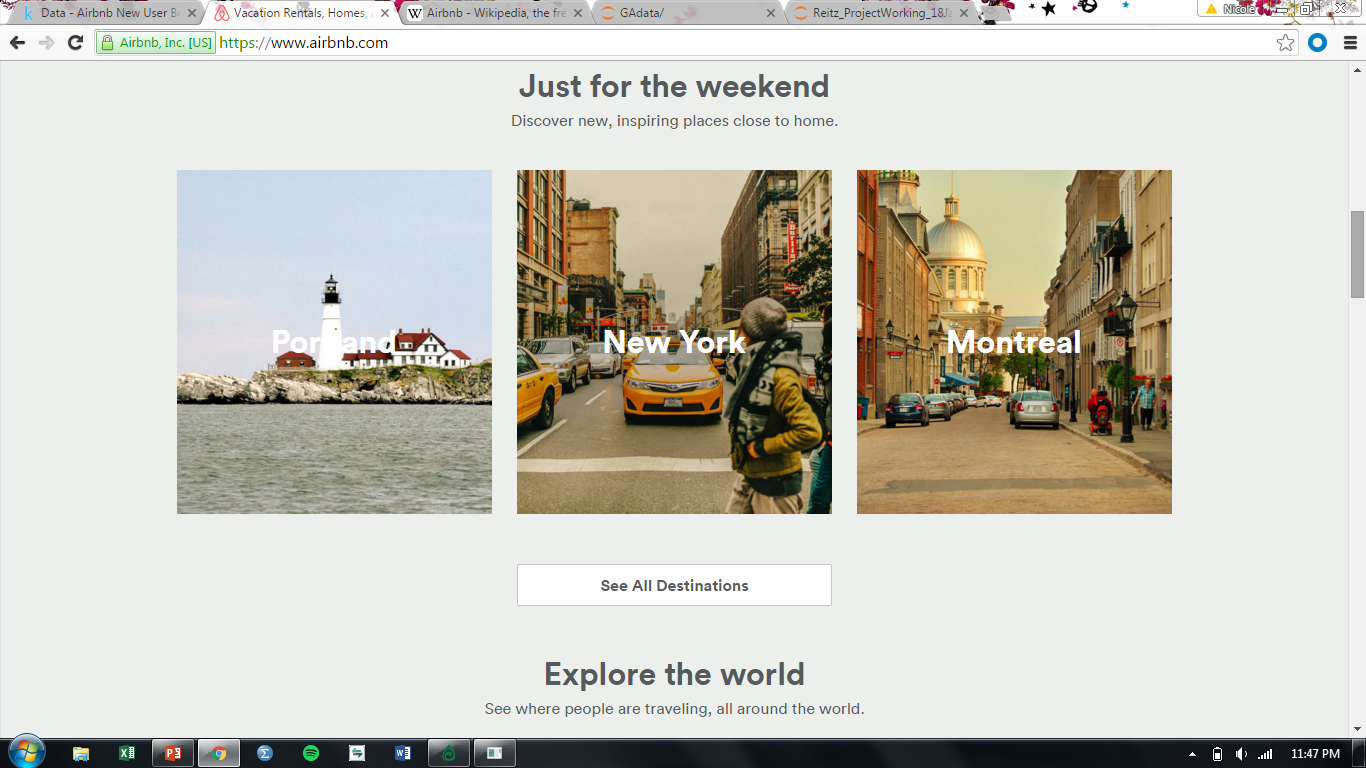 Data - Airbnb New User Bo
Vacation Rentals, Homes,
Airbnb - Wikipedia, the fre
GAdata/
Reitz_ProjectWorking_18Ja
Nicole
Airbnb, Inc. [US]
https://www.airbnb.com
Just for the weekend
Discover new, inspiring places close to home.
Portland
New York
Montreal
See All Destinations
Explore the world
See where people are traveling, all around the world.
11:47 PM